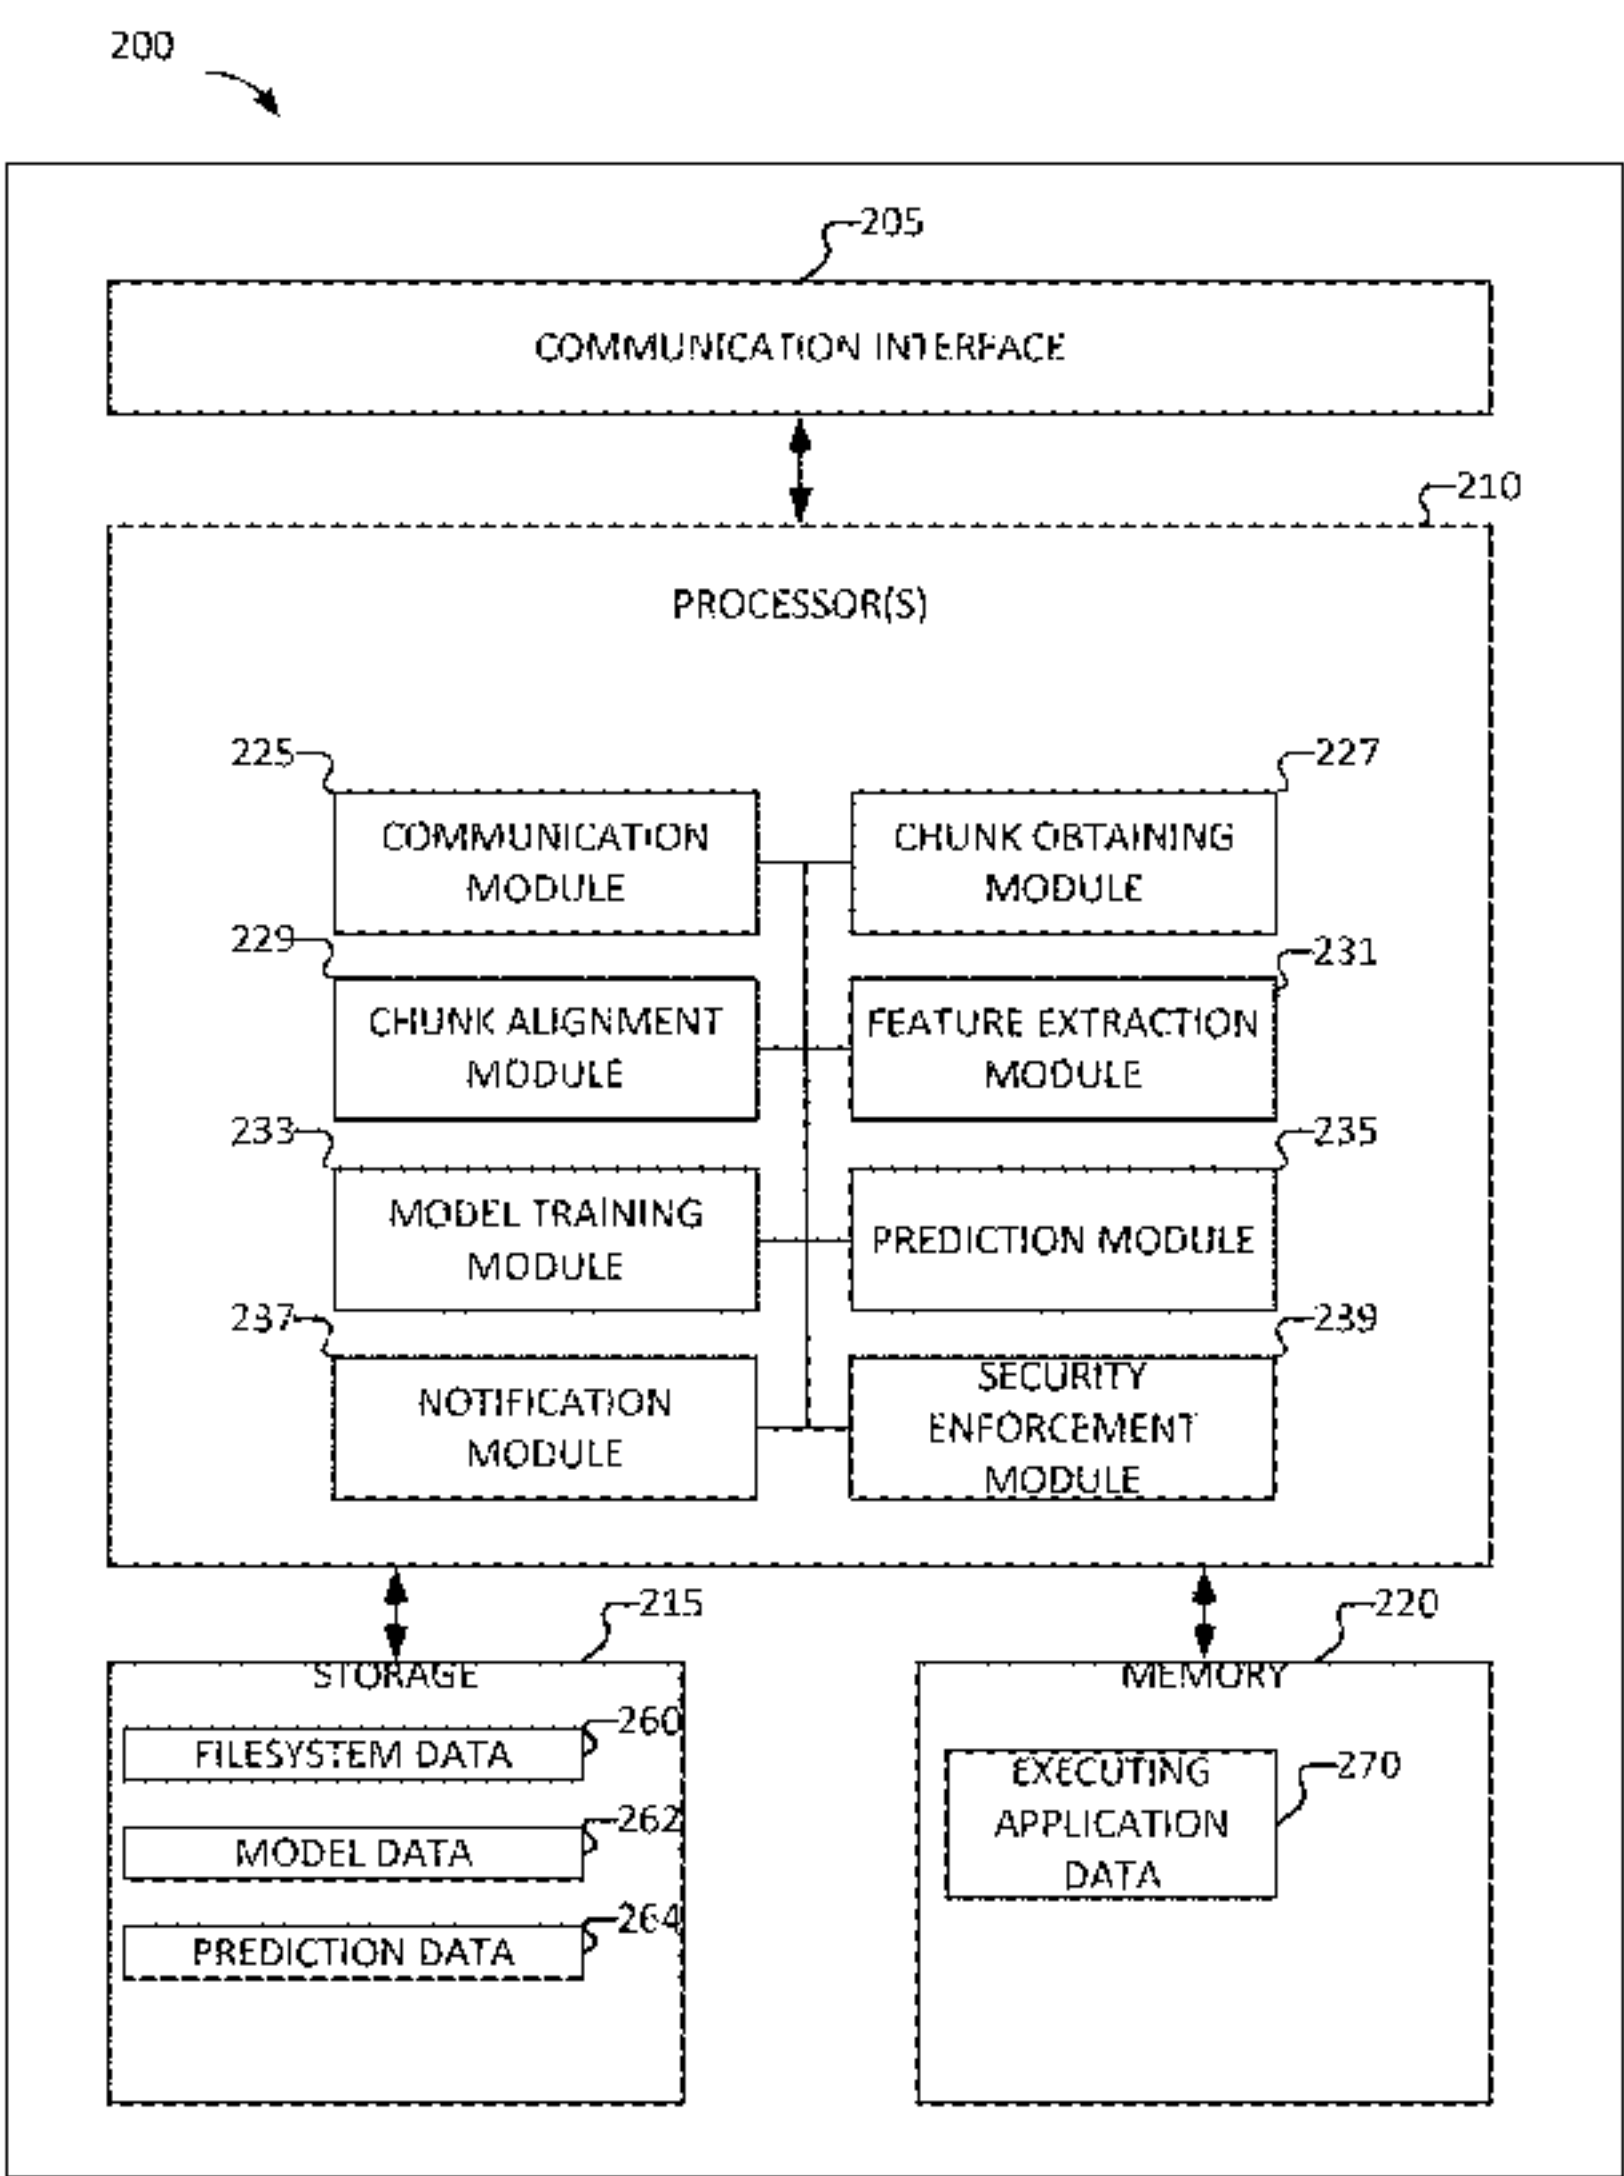 200
205
COMMUNICATION INTERFACE
210
PROCESSOR(S)
225
227
COMMUNICATION
MODULE
CHUNK OBTAINING
MODULE
229
231
CHUNK ALIGNMENT
MODULE
FEATURE EXTRACTION
MODULE
233
235
MODEL TRAINING
MODULE
PREDICTION MODULE
237
239
NOTIFICATION
MODULE
SECURITY
ENFORCEMENT
MODULE
215
220
STORAGE
260
FILESYSTEM DATA
262
MODEL DATA
264
PREDICTION DATA
MEMORY
270
EXECUTING
APPLICATION
DATA